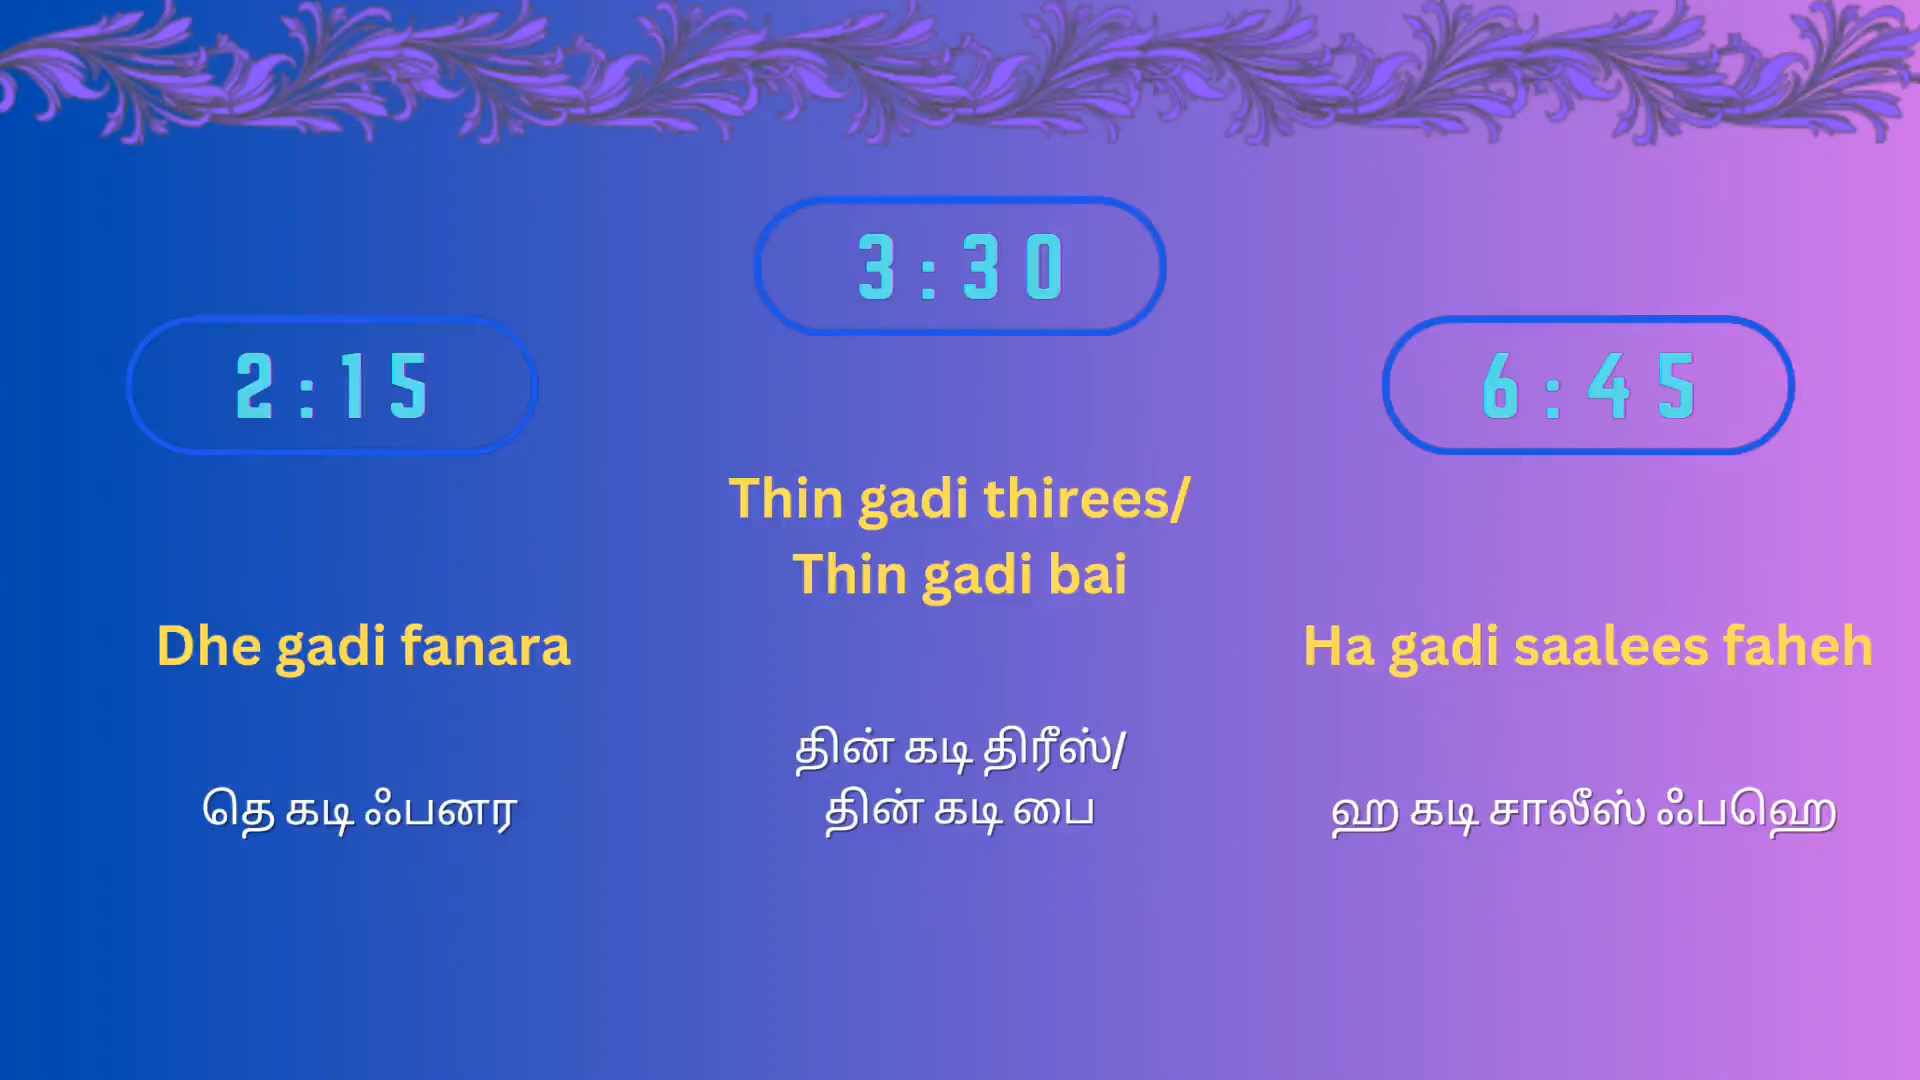 2:15
Dhe gadi fanara
தெ கடி ஃபனர
3:30
Thin gadi thirees/
Thin gadi bai
தின் கடி திரீஸ்/
தின் கடி பை
6:45
Ha gadi saalees faheh
ஹ கடி சாலீஸ் ஃபஹெ